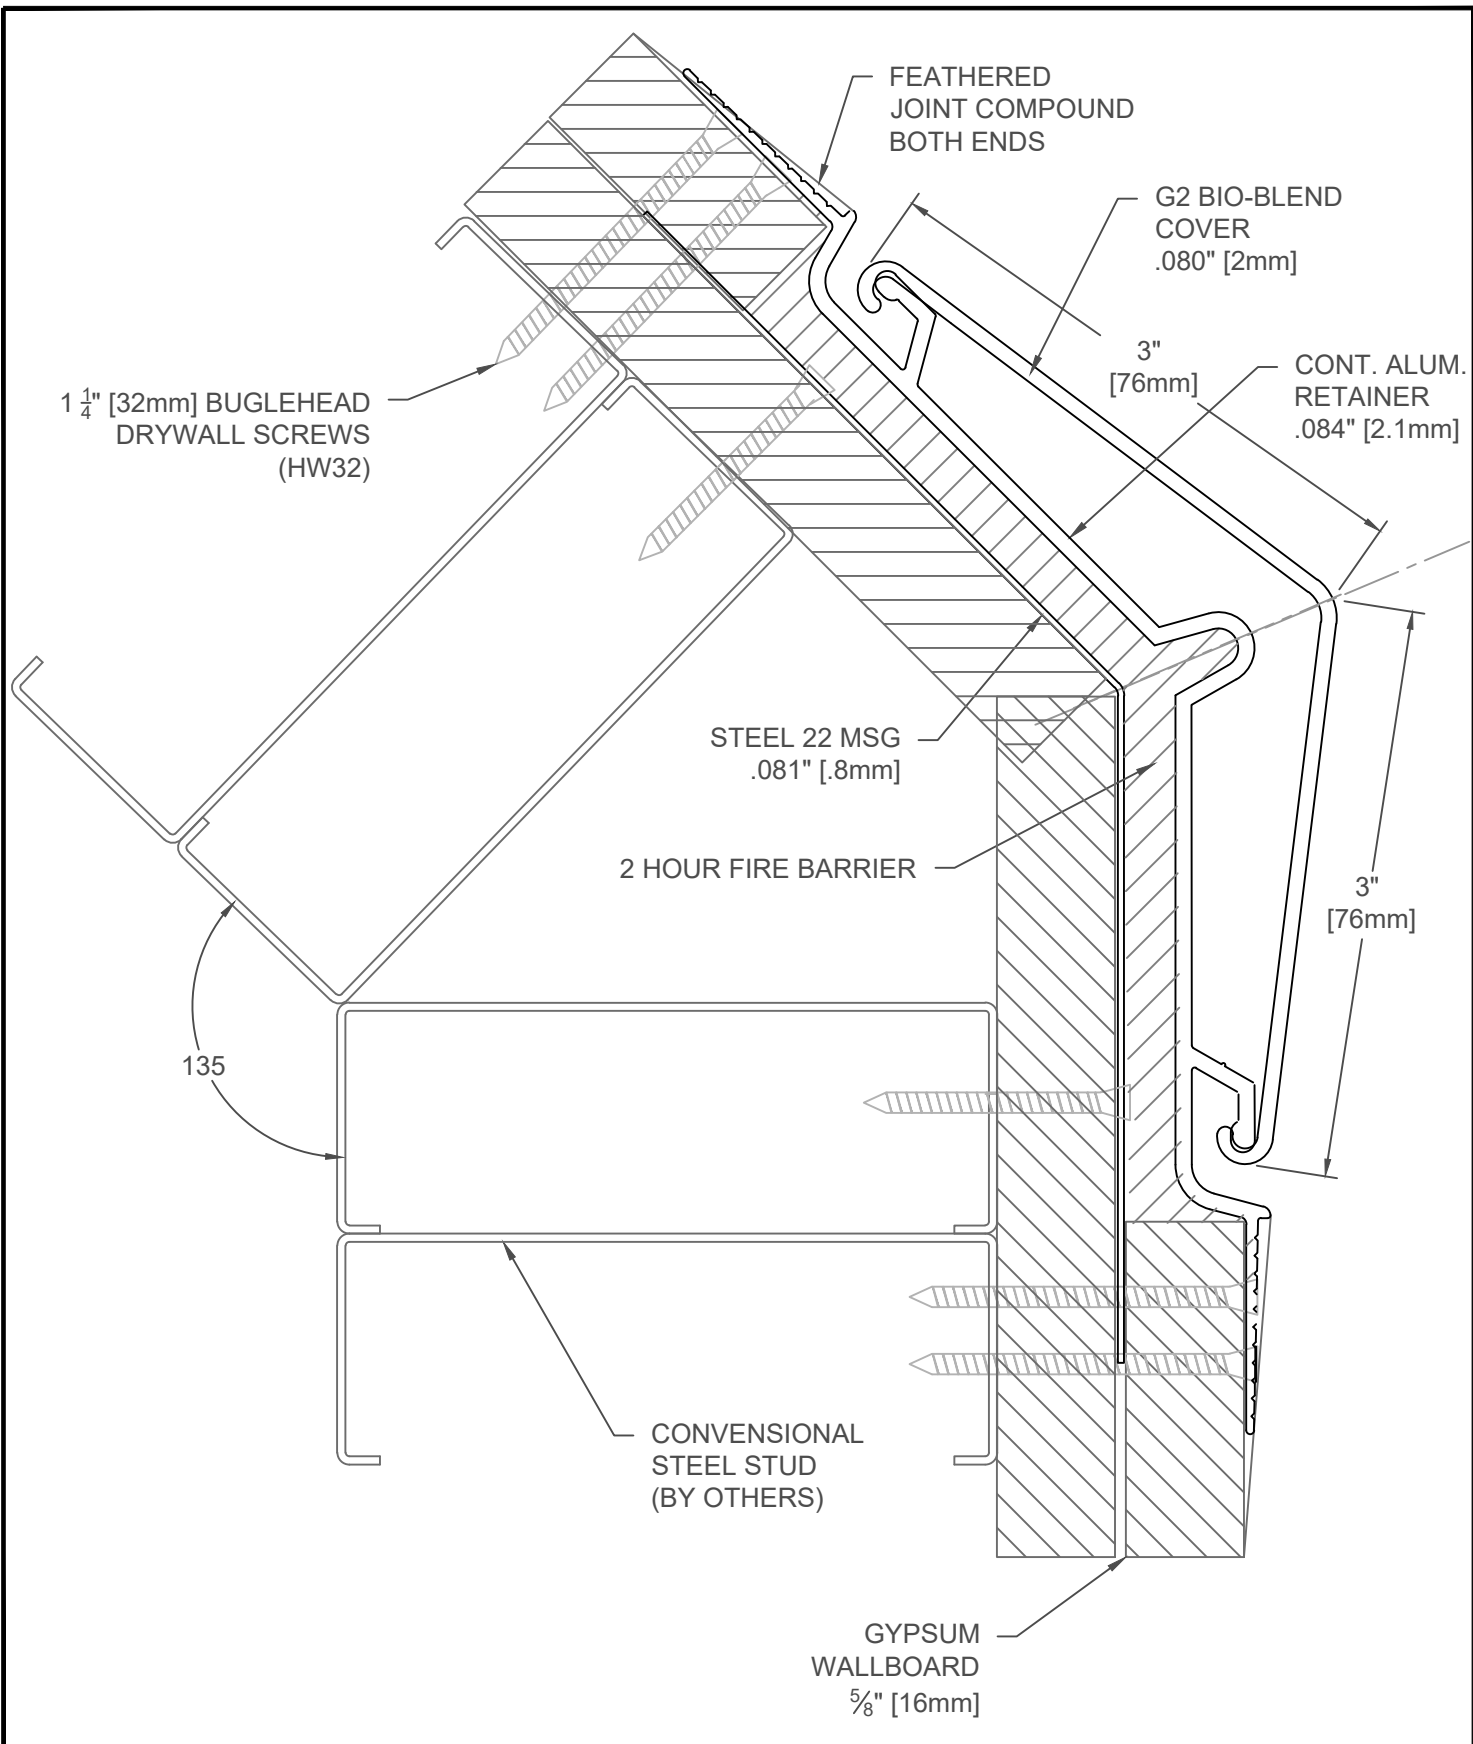 FEATHERED
JOINT COMPOUND
BOTH ENDS
G2 BIO-BLEND
COVER
.080" [2mm]
3"
[76mm]
CONT. ALUM.
RETAINER
.084" [2.1mm]
1 1/4" [32mm] BUGLEHEAD
DRYWALL SCREWS
(HW32)
STEEL 22 MSG
.081" [.8mm]
2 HOUR FIRE BARRIER
3"
[76mm]
135
CONVENSIONAL
STEEL STUD
(BY OTHERS)
GYPSUM
WALLBOARD
5/8" [16mm]